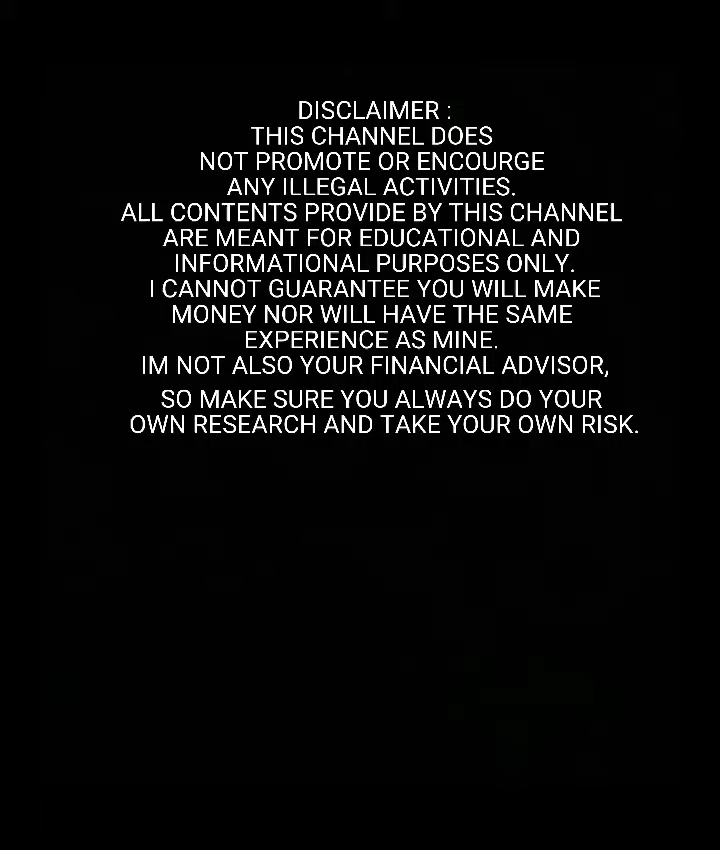 DISCLAIMER :
THIS CHANNEL DOES
NOT PROMOTE OR ENCOURGE
ANY ILLEGAL ACTIVITIES.
ALL CONTENTS PROVIDE BY THIS CHANNEL
ARE MEANT FOR EDUCATIONAL AND
INFORMATIONAL PURPOSES ONLY.
I CANNOT GUARANTEE YOU WILL MAKE
MONEY NOR WILL HAVE THE SAME
EXPERIENCE AS MINE.
IM NOT ALSO YOUR FINANCIAL ADVISOR,
SO MAKE SURE YOU ALWAYS DO YOUR
OWN RESEARCH AND TAKE YOUR OWN RISK.